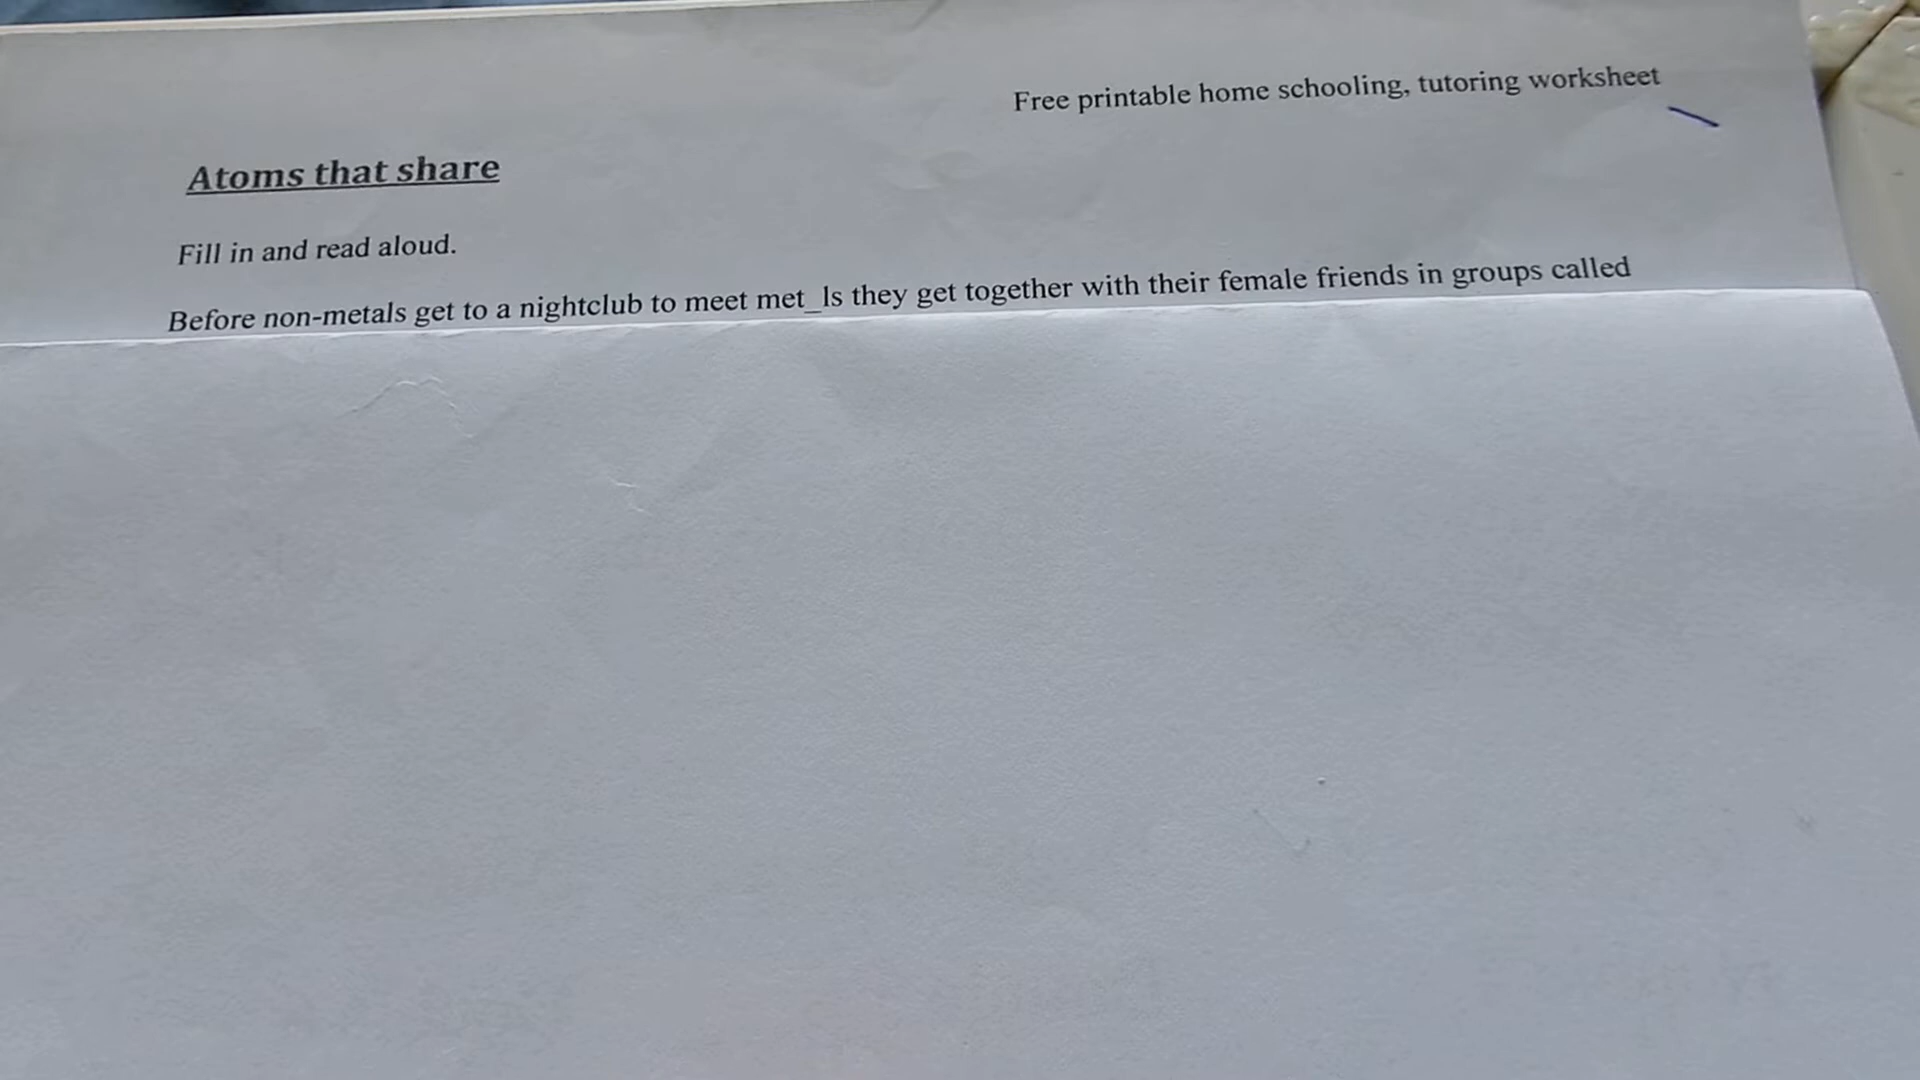 Free printable home schooling, tutoring worksheet
Atoms that share
Fill in and read aloud.
Before non-metals get to a nightclub to meet met_ls they get together with their female friends in groups called